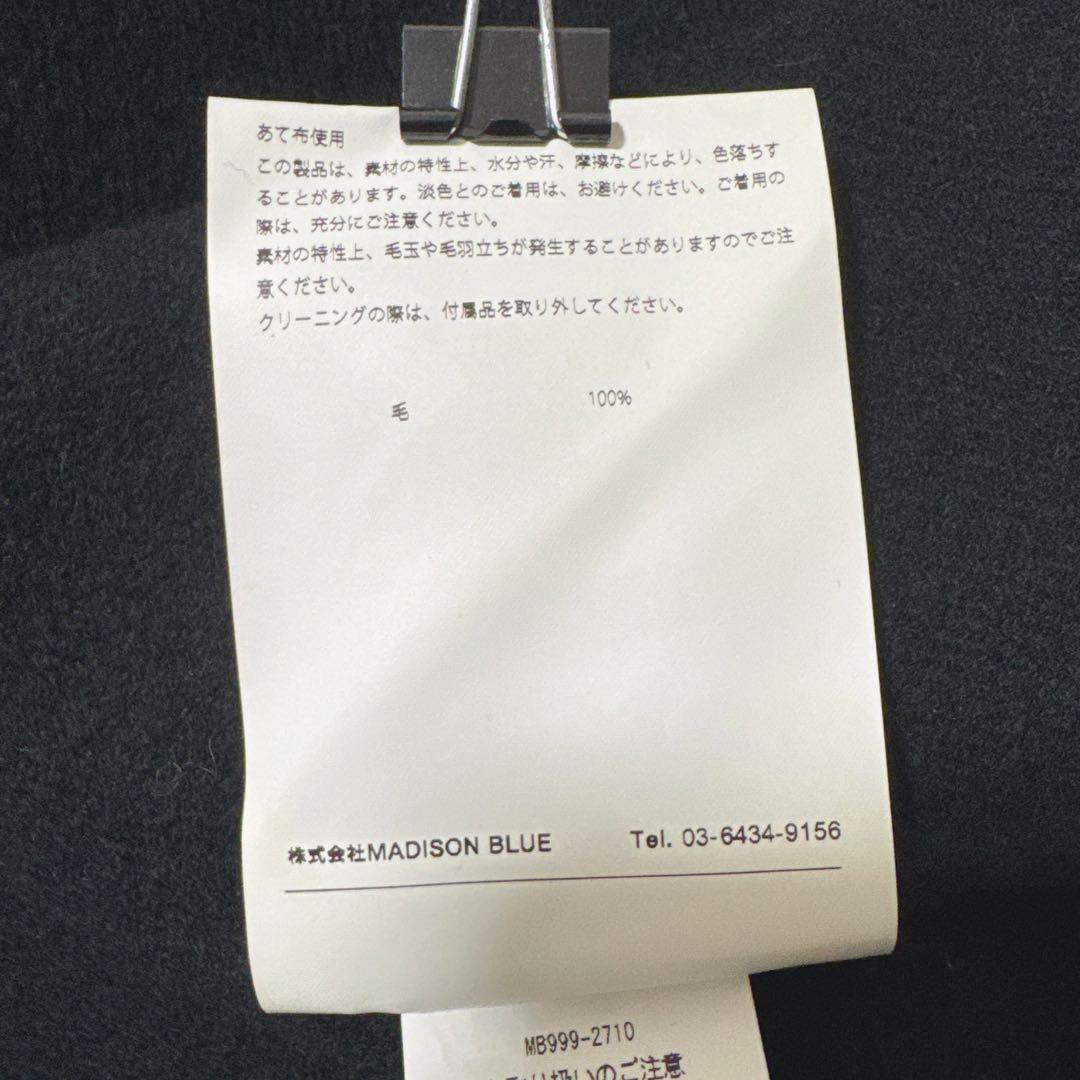 あて布使用
この製品は、素材の特性上、水分や汗、摩擦などにより、色落ちす
ることがあります。淡色とのご着用は、お避けください。ご着用の
際は、充分にご注意ください。
素材の特性上、毛玉や毛羽立ちが発生することがありますのでご注
意ください。
クリーニングの際は、付属品を取り外してください。
毛 100%
株式会社MADISON BLUE Tel. 03-6434-9156
MB999-2710
扱いのご注意